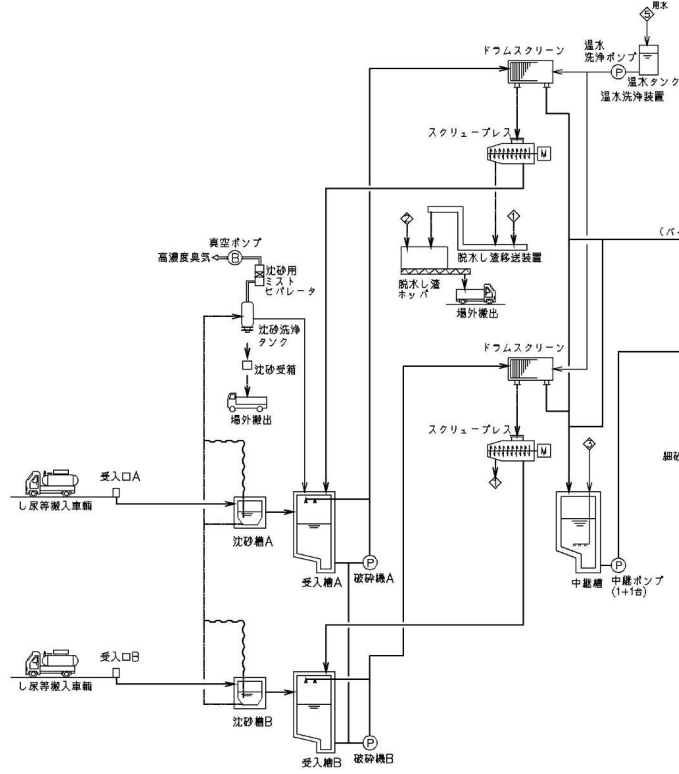 用水
5
ドラムスクリーン
温水
洗浄ポンプ
P
温水タンク
温水洗浄装置
スクリュープレス
M
2
1
真空ポンプ
高濃度臭気
B
沈砂用
ミスト
セパレータ
脱水し渣移送装置
脱水し渣
ホッパ
場外搬出
沈砂洗浄
タンク
沈砂受箱
場外搬出
ドラムスクリーン
スクリュープレス
M
1
3
受入口A
し尿等搬入車輌
沈砂槽A
受入槽A
P
破砕機A
中継槽
P
中継ポンプ
(1+1台)
受入口B
し尿等搬入車輌
沈砂槽B
受入槽B
P
破砕機B